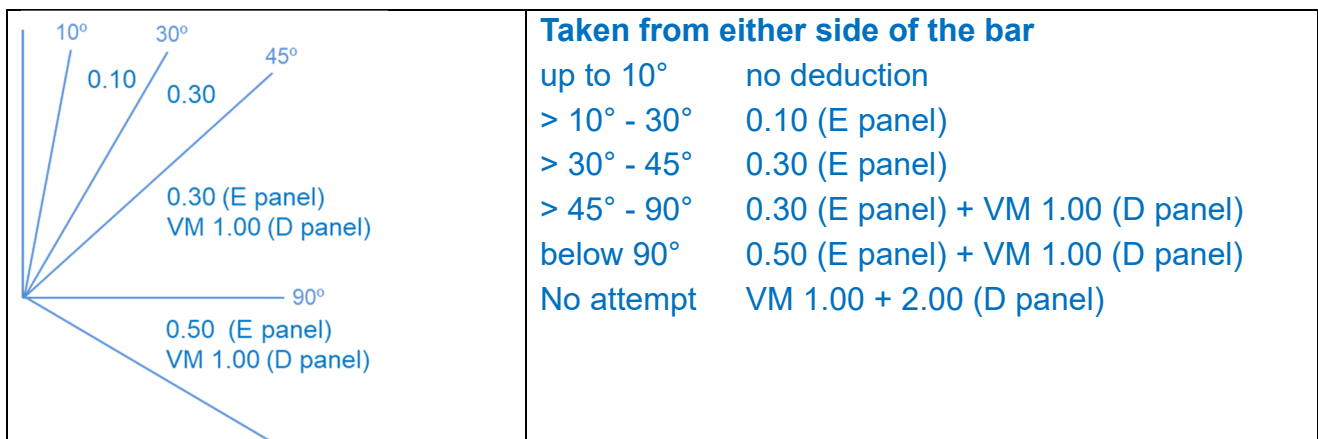 10º 30º
45º
0.10
0.30
0.30 (E panel)
VM 1.00 (D panel)
90º
0.50 (E panel)
VM 1.00 (D panel)
Taken from either side of the bar
up to 10° no deduction
> 10° - 30° 0.10 (E panel)
> 30° - 45° 0.30 (E panel)
> 45° - 90° 0.30 (E panel) + VM 1.00 (D panel)
below 90° 0.50 (E panel) + VM 1.00 (D panel)
No attempt VM 1.00 + 2.00 (D panel)